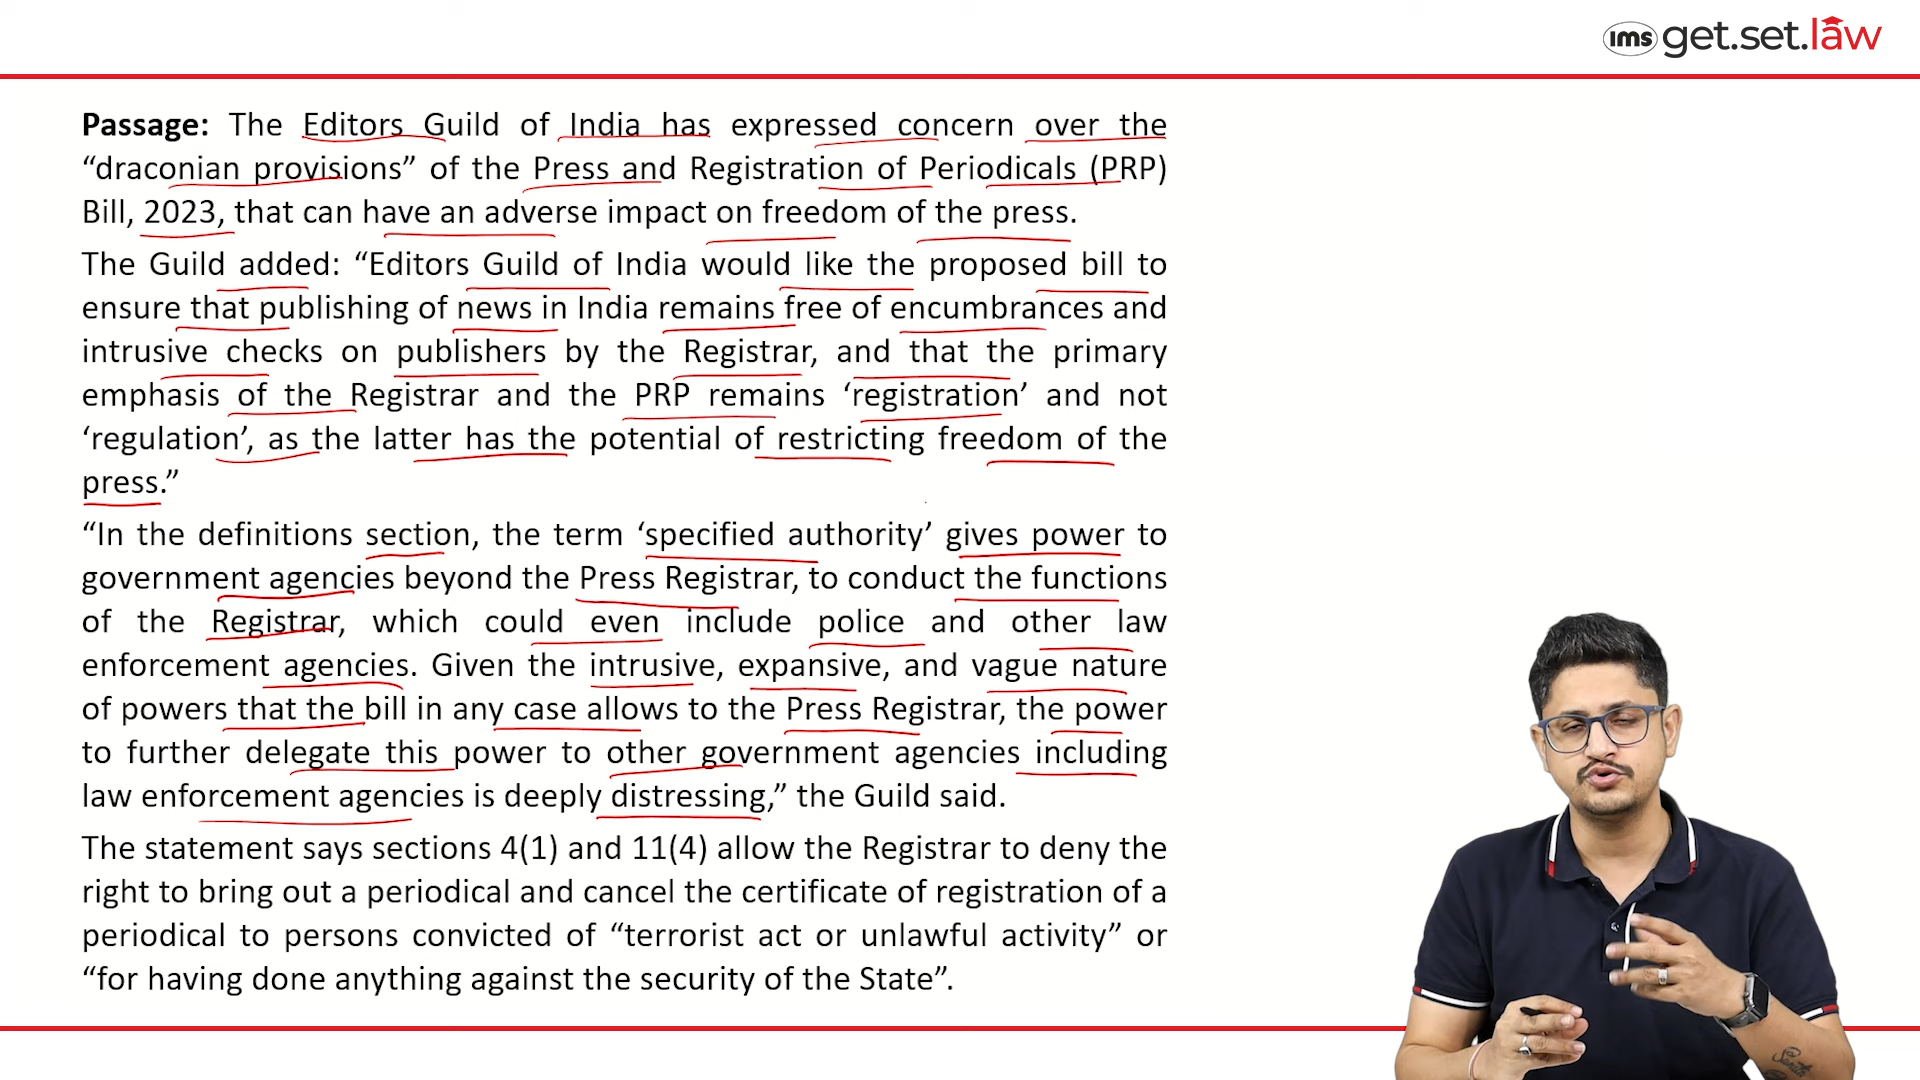 ims get.set.law
Passage: The Editors Guild of India has expressed concern over the
“draconian provisions” of the Press and Registration of Periodicals (PRP)
Bill, 2023, that can have an adverse impact on freedom of the press.
The Guild added: “Editors Guild of India would like the proposed bill to
ensure that publishing of news in India remains free of encumbrances and
intrusive checks on publishers by the Registrar, and that the primary
emphasis of the Registrar and the PRP remains ‘registration’ and not
‘regulation’, as the latter has the potential of restricting freedom of the
press.”
“In the definitions section, the term ‘specified authority’ gives power to
government agencies beyond the Press Registrar, to conduct the functions
of the Registrar, which could even include police and other law
enforcement agencies. Given the intrusive, expansive, and vague nature
of powers that the bill in any case allows to the Press Registrar, the power
to further delegate this power to other government agencies including
law enforcement agencies is deeply distressing,” the Guild said.
The statement says sections 4(1) and 11(4) allow the Registrar to deny the
right to bring out a periodical and cancel the certificate of registration of a
periodical to persons convicted of “terrorist act or unlawful activity” or
“for having done anything against the security of the State”.